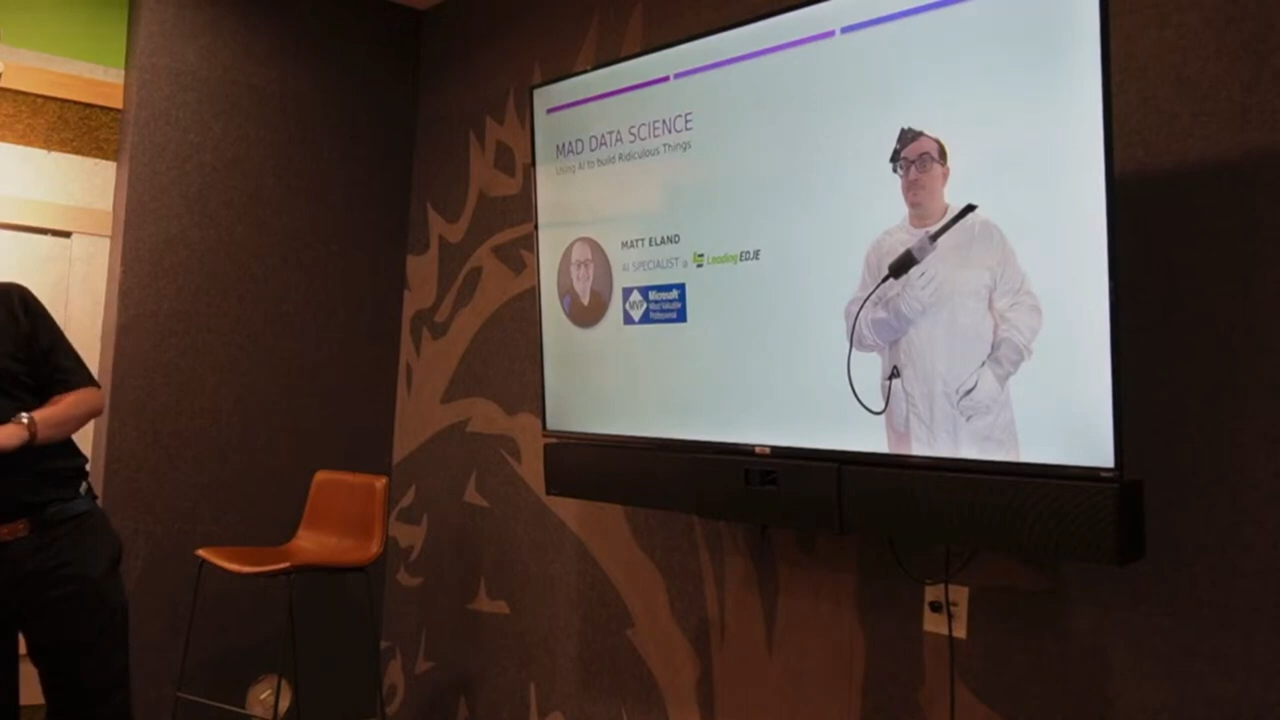 MAD DATA SCIENCE
Using AI to build Ridiculous Things
MATT ELAND
AI SPECIALIST @ Leading EDJE
MVP Microsoft
Most Valuable
Professional